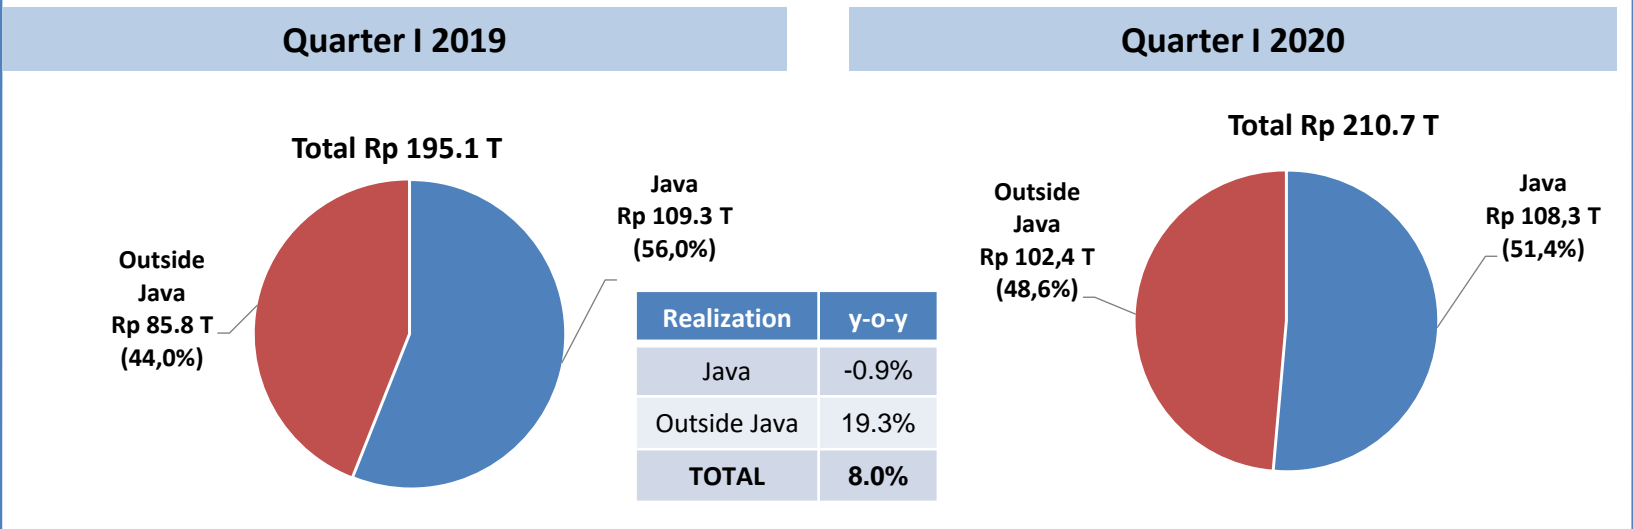 Quarter I 2019
Total Rp 195.1 T
Java
Rp 109.3 T
(56,0%)
Outside
Java
Rp 85.8 T
(44,0%)
Realization y-o-y
Java -0.9%
Outside Java 19.3%
TOTAL 8.0%
Quarter I 2020
Total Rp 210.7 T
Outside
Java
Rp 102,4 T
(48,6%)
Java
Rp 108,3 T
(51,4%)